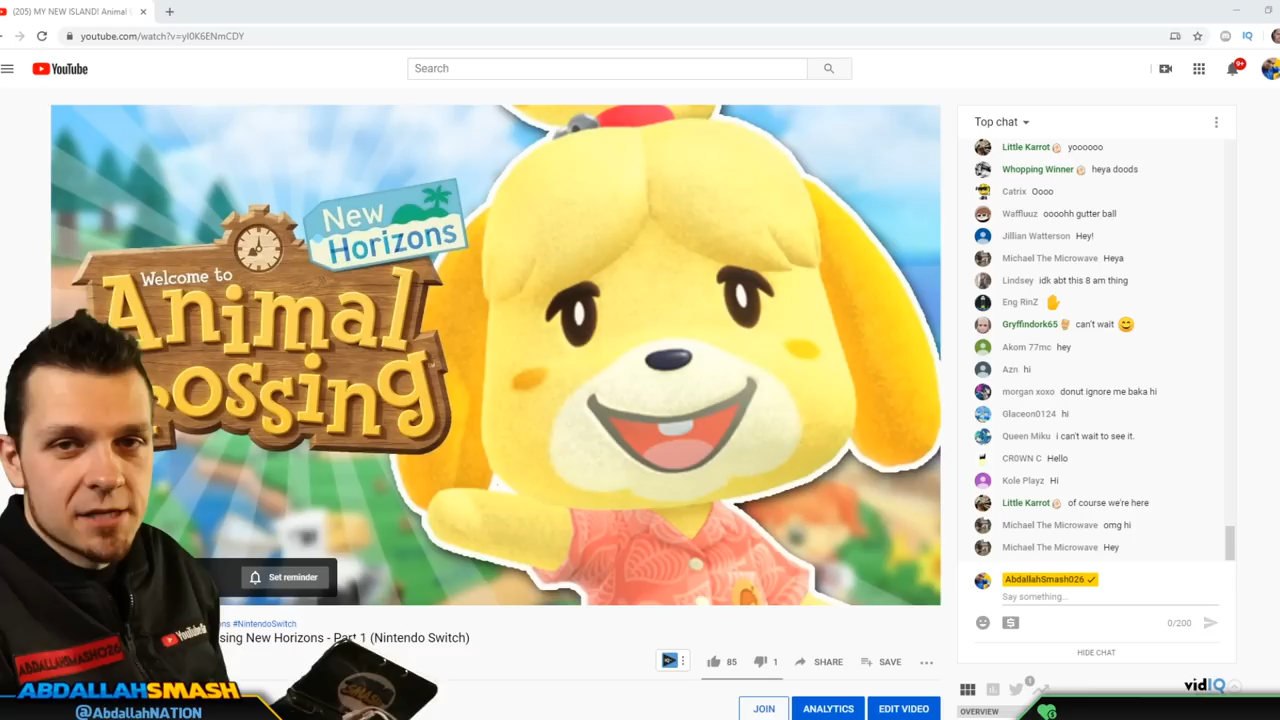 (205) MY NEW ISLAND! Animal
youtube.com/watch?v=yI0K6ENmCDY
YouTube
Search
9+
New
Horizons
Welcome to
Animal
Crossing
Set reminder
#NintendoSwitch
sing New Horizons - Part 1 (Nintendo Switch)
85
1
SHARE
SAVE
JOIN
ANALYTICS
EDIT VIDEO
YouTube
ABDALLAHSMASH026
ABDALLAHSMASH
@AbdallahNATION
SMASH
Top chat
Little Karrot yoooooo
Whopping Winner heya doods
Catrix Oooo
Waffluuz oooohh gutter ball
Jillian Watterson Hey!
Michael The Microwave Heya
Lindsey idk abt this 8 am thing
Eng RinZ ✋
Gryffindork65 can't wait 😊
Akom 77mc hey
Azn hi
morgan xoxo donut ignore me baka hi
Glaceon0124 hi
Queen Miku i can't wait to see it.
CR0WN C Hello
Kole Playz Hi
Little Karrot of course we're here
Michael The Microwave omg hi
Michael The Microwave Hey
AbdallahSmash026
Say something...
0/200
HIDE CHAT
1
vidIQ
OVERVIEW